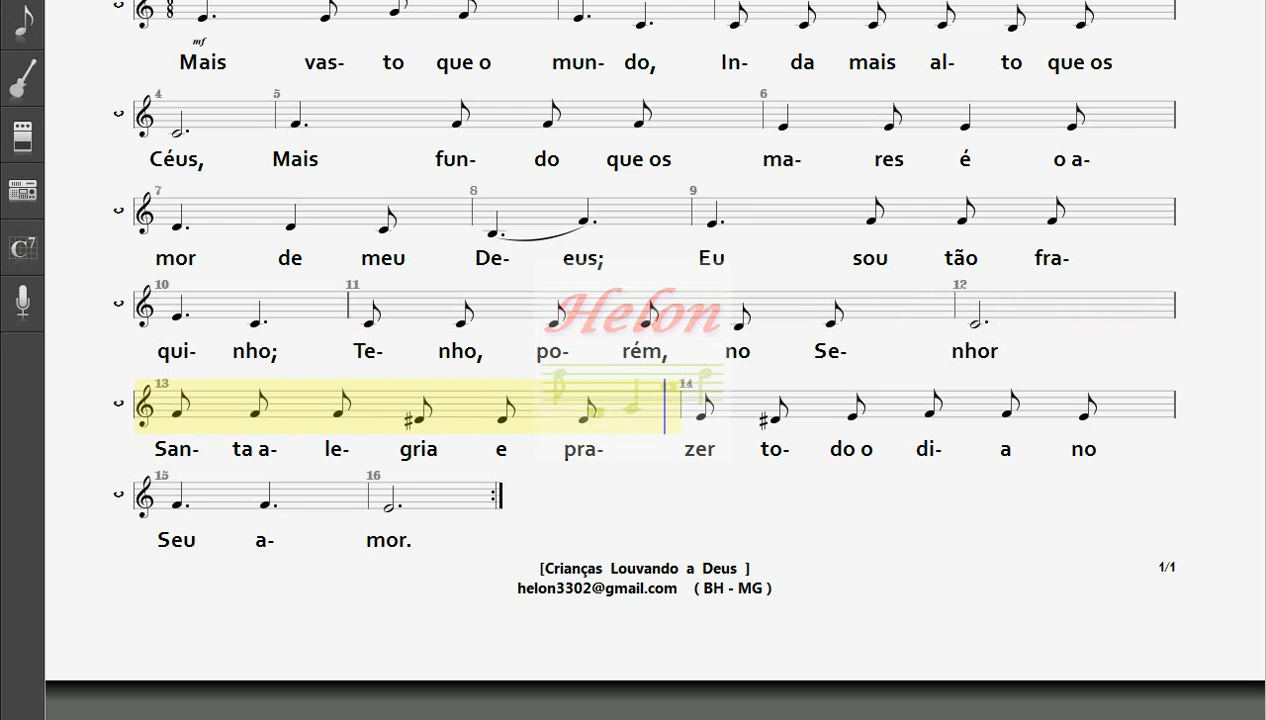 mf
Mais vas- to que o mun- do, In- da mais al- to que os
4 5 6
Céus, Mais fun- do que os ma- res é o a-
7 8 9
mor de meu De- eus; Eu sou tão fra-
10 11 12
qui- nho; Te- nho, po- rém, no Se- nhor
Helon
13 14
San- ta a- le- gria e pra- zer to- do o di- a no
15 16
Seu a- mor.
[Crianças Louvando a Deus ] 1/1
helon3302@gmail.com ( BH - MG )
C7